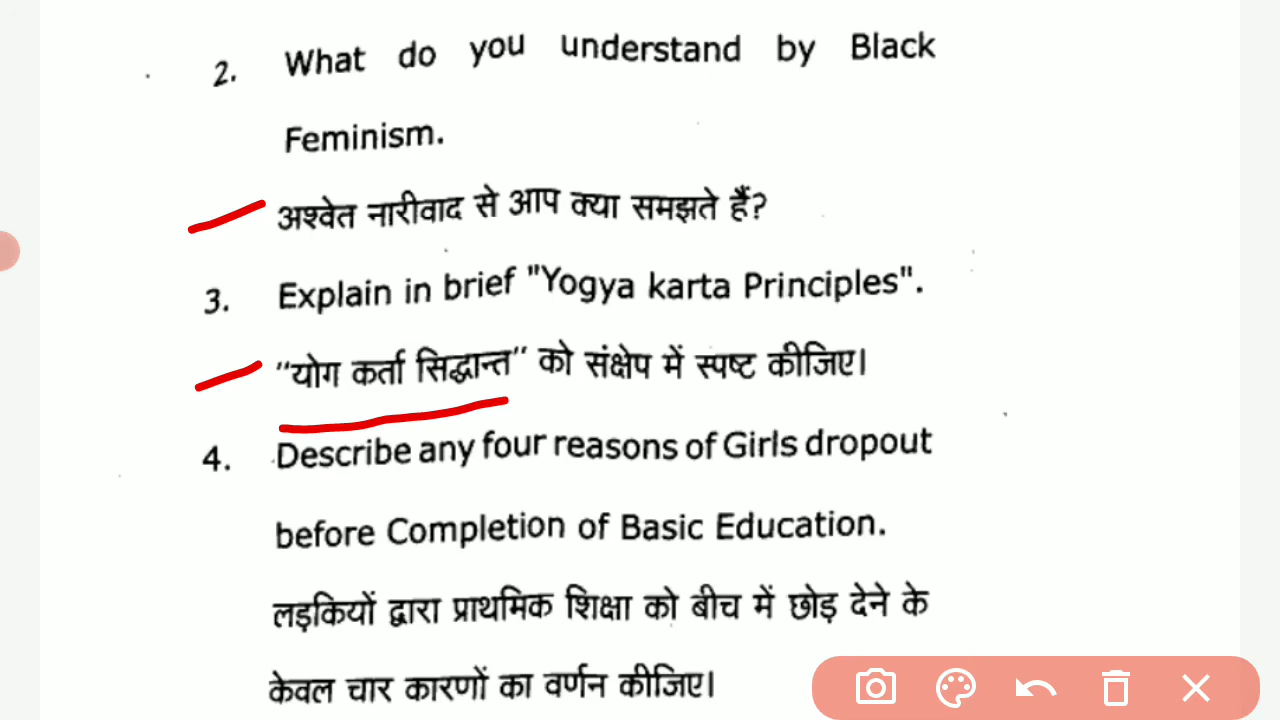 2. What do you understand by Black
Feminism.
अश्वेत नारीवाद से आप क्या समझते हैं?
3. Explain in brief "Yogya karta Principles".
"योग कर्ता सिद्धान्त" को संक्षेप में स्पष्ट कीजिए।
4. Describe any four reasons of Girls dropout
before Completion of Basic Education.
लड़कियों द्वारा प्राथमिक शिक्षा को बीच में छोड़ देने के
केवल चार कारणों का वर्णन कीजिए।